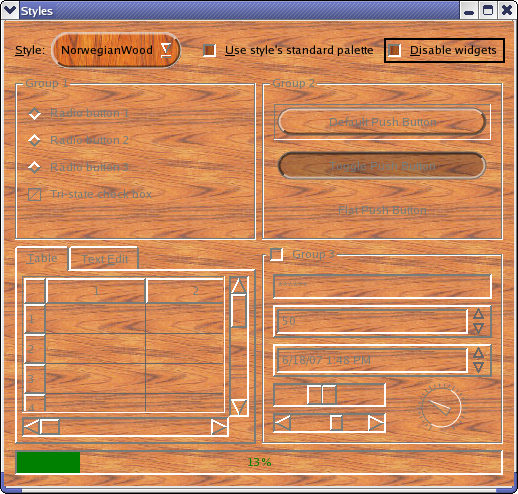 Styles
Style: NorwegianWood Use style's standard palette Disable widgets
Group 1 Group 2
Radio button 1 Default Push Button
Radio button 2
Radio button 3 Toggle Push Button
Tri-state check box
Flat Push Button
Table Text Edit Group 3
1 2
1
50
2
3 6/18/07 1:48 PM
4
13%